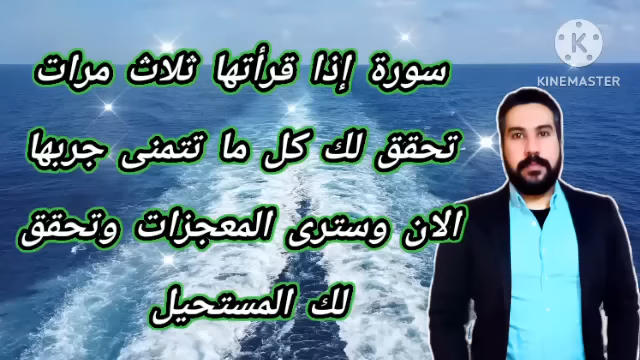 KINEMASTER
سورة إذا قرأتها ثلاث مرات
تحقق لك كل ما تتمنى جربها
الان وسترى المعجزات وتحقق
لك المستحيل